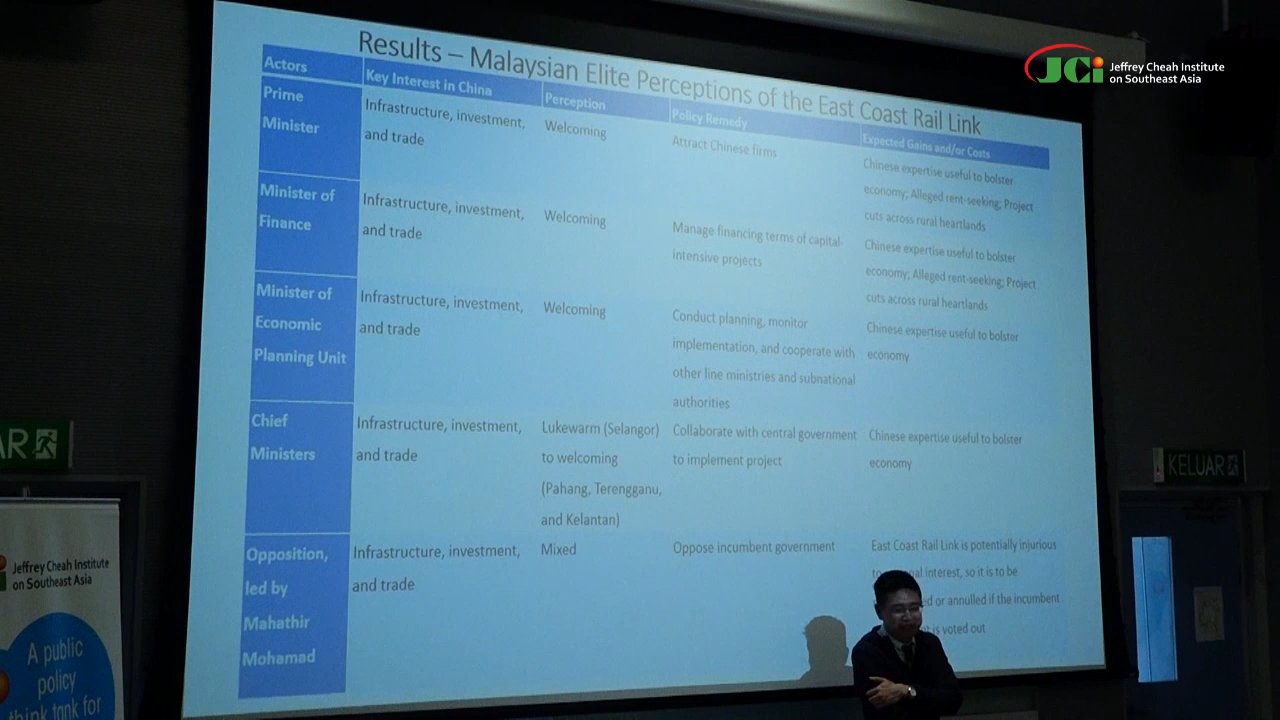 JCi Jeffrey Cheah Institute
on Southeast Asia
Results – Malaysian Elite Perceptions of the East Coast Rail Link
Actors
Key Interest in China
Perception
Policy Remedy
Expected Gains and/or Costs
Prime
Minister
Infrastructure, investment,
and trade
Welcoming
Attract Chinese firms
Chinese expertise useful to bolster
economy; Alleged rent-seeking; Project
cuts across rural heartlands
Minister of
Finance
Infrastructure, investment,
and trade
Welcoming
Manage financing terms of capital-
intensive projects
Chinese expertise useful to bolster
economy; Alleged rent-seeking; Project
cuts across rural heartlands
Minister of
Economic
Planning Unit
Infrastructure, investment,
and trade
Welcoming
Conduct planning, monitor
implementation, and cooperate with
other line ministries and subnational
authorities
Chinese expertise useful to bolster
economy
Chief
Ministers
Infrastructure, investment,
and trade
Lukewarm (Selangor)
to welcoming
(Pahang, Terengganu,
and Kelantan)
Collaborate with central government
to implement project
Chinese expertise useful to bolster
economy
Opposition,
led by
Mahathir
Mohamad
Infrastructure, investment,
and trade
Mixed
Oppose incumbent government
East Coast Rail Link is potentially injurious
interest, so it is to be
or annulled if the incumbent
is voted out
KELUAR
Jeffrey Cheah Institute
on Southeast Asia
A public
policy
think tank for